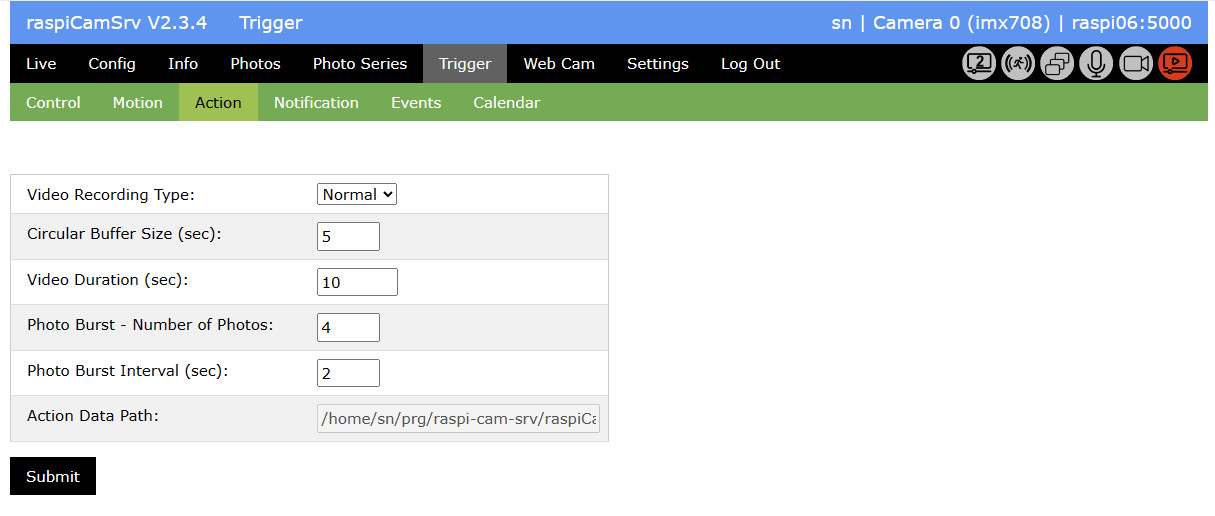 raspiCamSrv V2.3.4 Trigger sn | Camera 0 (imx708) | raspi06:5000
Live Config Info Photos Photo Series Trigger Web Cam Settings Log Out 2
Control Motion Action Notification Events Calendar
Video Recording Type: Normal
Circular Buffer Size (sec): 5
Video Duration (sec): 10
Photo Burst - Number of Photos: 4
Photo Burst Interval (sec): 2
Action Data Path: /home/sn/prg/raspi-cam-srv/raspiCa
Submit